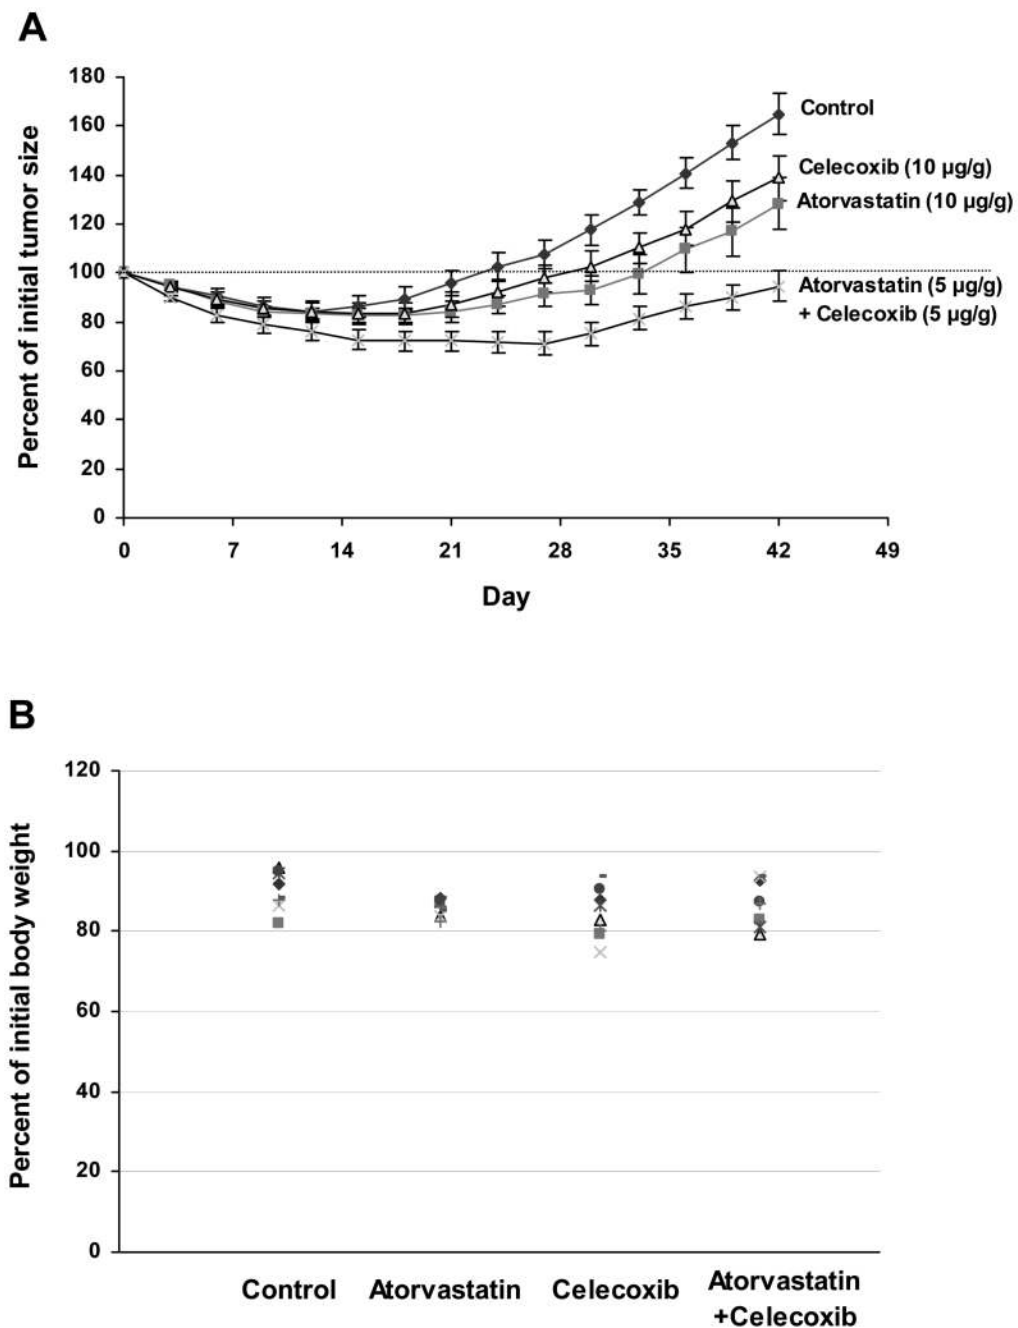 A
180
160
140
120
100
80
60
40
20
0
Percent of initial tumor size
Control
Celecoxib (10 µg/g)
Atorvastatin (10 µg/g)
Atorvastatin (5 µg/g)
+ Celecoxib (5 µg/g)
0 7 14 21 28 35 42 49
Day
B
120
100
80
60
40
20
0
Percent of initial body weight
Control Atorvastatin Celecoxib Atorvastatin
+Celecoxib